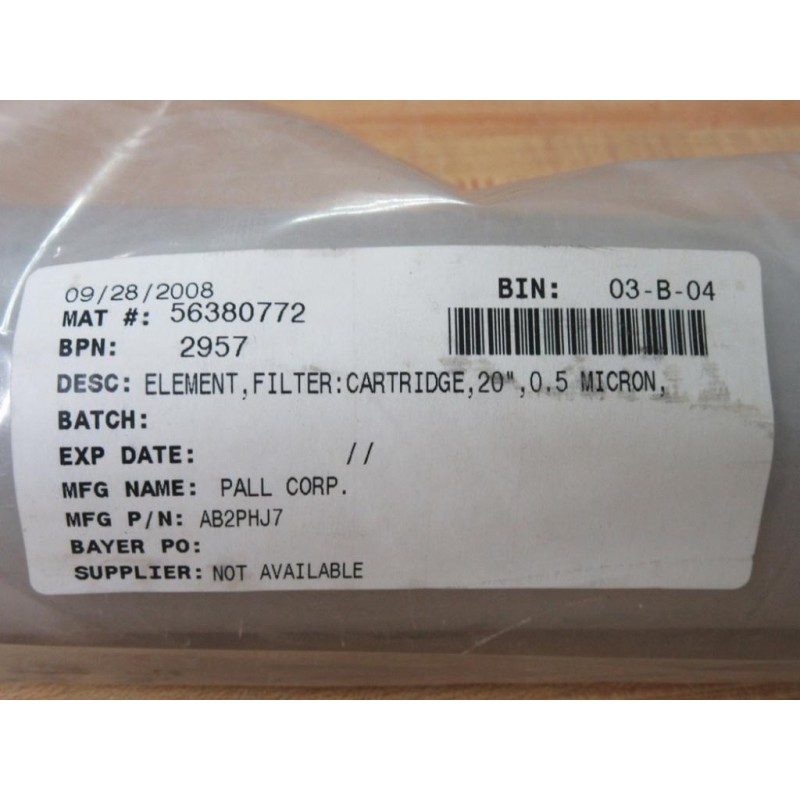 09/28/2008 BIN: 03-B-04
MAT #: 56380772
BPN: 2957
DESC: ELEMENT,FILTER:CARTRIDGE,20",0.5 MICRON,
BATCH:
EXP DATE: //
MFG NAME: PALL CORP.
MFG P/N: AB2PHJ7
BAYER PO:
SUPPLIER: NOT AVAILABLE